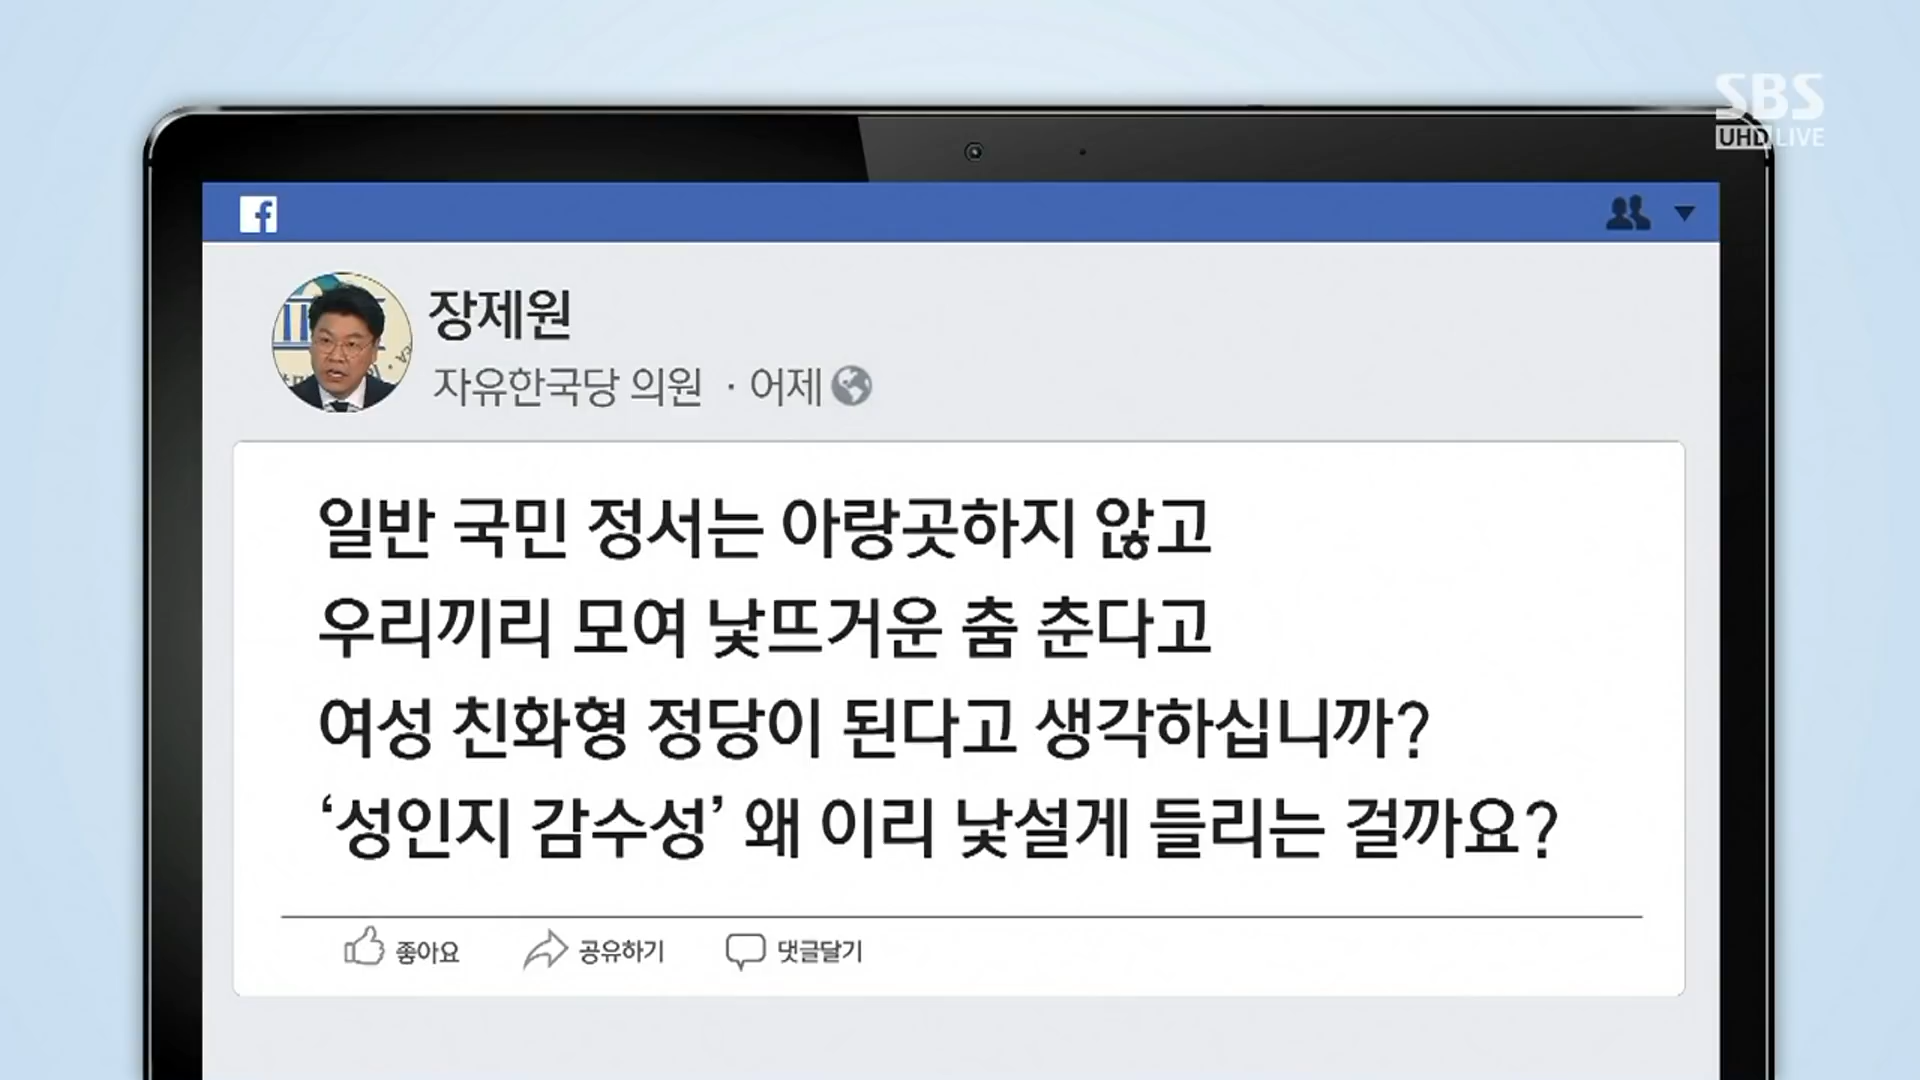 SBS
UHD LIVE
f
장제원
자유한국당 의원 · 어제
일반 국민 정서는 아랑곳하지 않고
우리끼리 모여 낯뜨거운 춤 춘다고
여성 친화형 정당이 된다고 생각하십니까?
‘성인지 감수성’ 왜 이리 낯설게 들리는 걸까요?
좋아요 공유하기 댓글달기